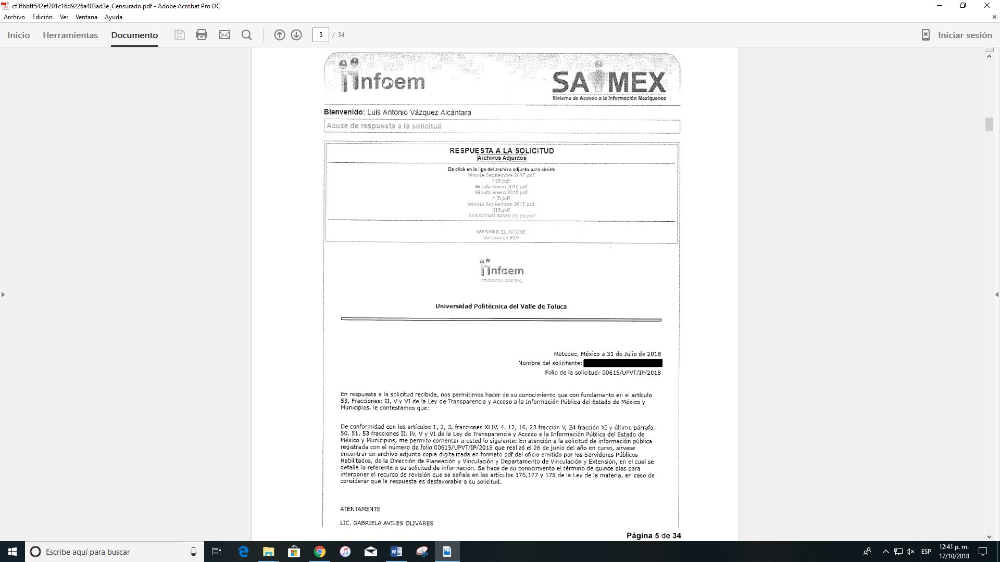 cf3fbbff542ef201c16d9226a403ad3e_Censurado.pdf - Adobe Acrobat Pro DC
Archivo Edición Ver Ventana Ayuda
Inicio Herramientas Documento 5 / 34 Iniciar sesión
infoem
SAIMEX
Sistema de Acceso a la Información Mexiquense
Bienvenido: Luis Antonio Vázquez Alcántara
Acuse de respuesta a la solicitud
RESPUESTA A LA SOLICITUD
Archivos Adjuntos
De click en la liga del archivo adjunto para abrirlo
Minuta Septiembre 2017.pdf
139.pdf
Minuta enero 2018.pdf
Minuta enero 2018.pdf
139.pdf
Minuta Septiembre 2017.pdf
615.pdf
SOLICITUD 00615 (1) (1).pdf
IMPRIMIR EL ACUSE
Versión en PDF
infoem
Universidad Politécnica del Valle de Toluca
Metepec, México a 31 de Julio de 2018
Nombre del solicitante:
Folio de la solicitud: 00615/UPVT/IP/2018
En respuesta a la solicitud recibida, nos permitimos hacer de su conocimiento que con fundamento en el artículo
53, Fracciones: II, V y VI de la Ley de Transparencia y Acceso a la Información Pública del Estado de México y
Municipios, le contestamos que:
De conformidad con los artículos 1, 2, 3, fracciones XLIV, 4, 12, 16, 23 fracción V, 24 fracción XI y último párrafo,
50, 51, 53 fracciones II, IV, V y VI de la Ley de Transparencia y Acceso a la Información Pública del Estado de
México y Municipios, me permito comentar a usted lo siguiente: En atención a la solicitud de información pública
registrada con el número de folio 00615/UPVT/IP/2018 que realizó el 26 de junio del año en curso, sírvase
encontrar en archivo adjunto copia digitalizada en formato pdf del oficio emitido por los Servidores Públicos
Habilitados, de la Dirección de Planeación y Vinculación y Departamento de Vinculación y Extensión, en el cual se
detalla lo referente a su solicitud de información. Se hace de su conocimiento el término de quince días para
interponer el recurso de revisión que se señala en los artículos 176,177 y 178 de la Ley de la materia, en caso de
considerar que la respuesta es desfavorable a su solicitud.
ATENTAMENTE
LIC. GABRIELA AVILES OLIVARES
Página 5 de 34
Escribe aquí para buscar
ESP
12:41 p. m.
17/10/2018